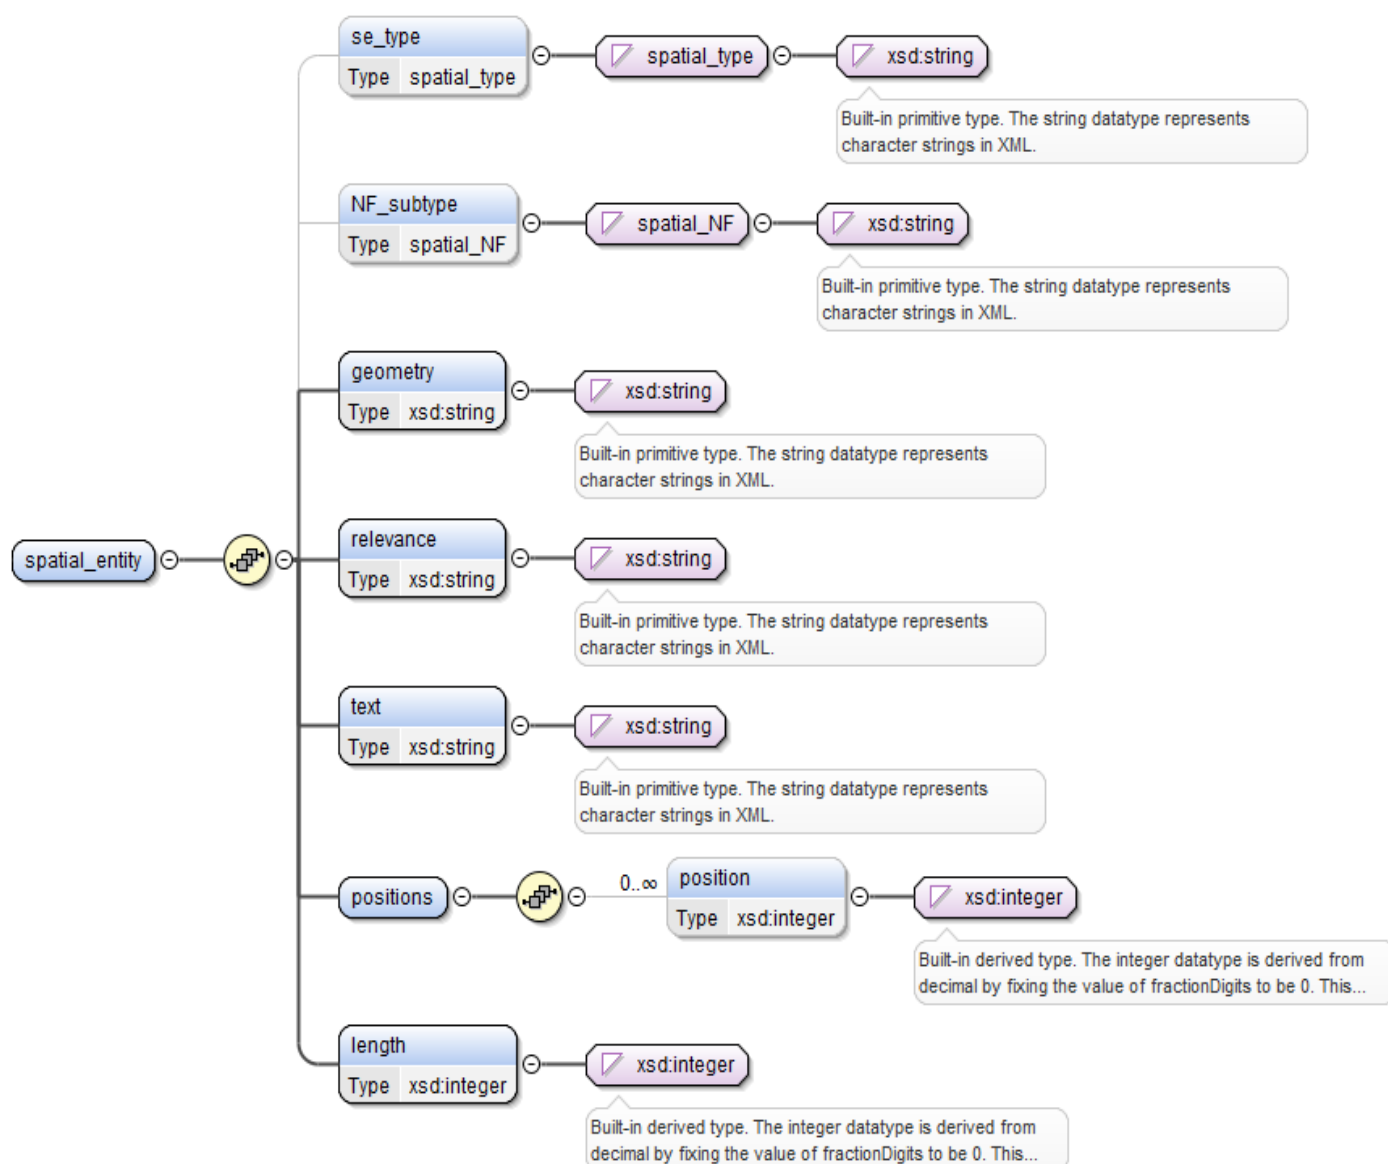 se_type
Type spatial_type
spatial_type
xsd:string
Built-in primitive type. The string datatype represents
character strings in XML.
NF_subtype
Type spatial_NF
spatial_NF
xsd:string
Built-in primitive type. The string datatype represents
character strings in XML.
geometry
Type xsd:string
xsd:string
Built-in primitive type. The string datatype represents
character strings in XML.
spatial_entity
relevance
Type xsd:string
xsd:string
Built-in primitive type. The string datatype represents
character strings in XML.
text
Type xsd:string
xsd:string
Built-in primitive type. The string datatype represents
character strings in XML.
positions
0..∞
position
Type xsd:integer
xsd:integer
Built-in derived type. The integer datatype is derived from
decimal by fixing the value of fractionDigits to be 0. This...
length
Type xsd:integer
xsd:integer
Built-in derived type. The integer datatype is derived from
decimal by fixing the value of fractionDigits to be 0. This...